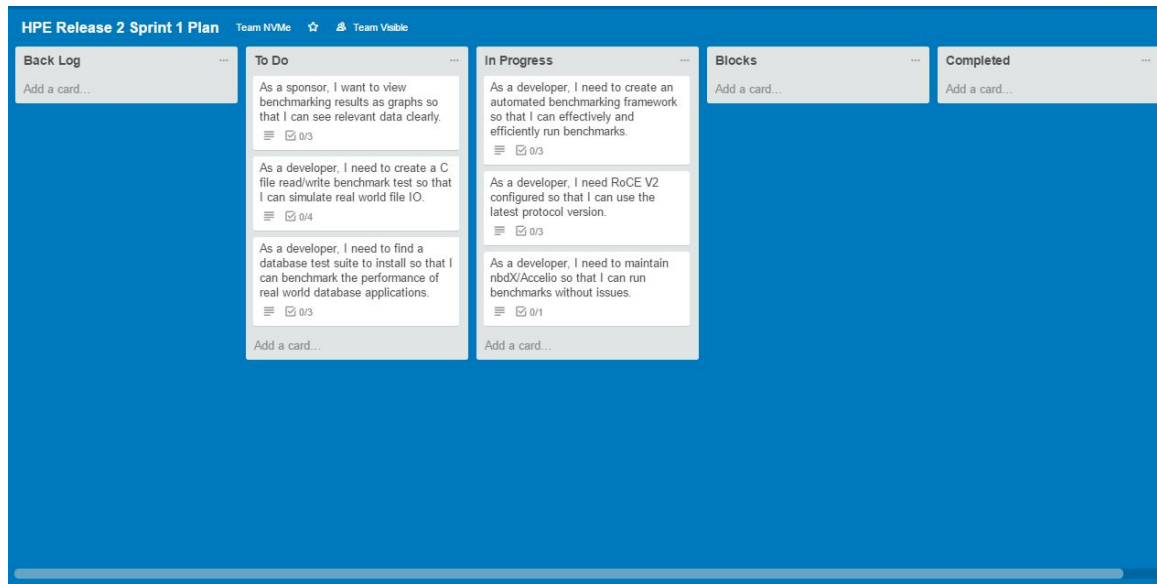 HPE Release 2 Sprint 1 Plan Team NVMe Team Visible
Back Log ...
Add a card...
To Do ...
As a sponsor, I want to view
benchmarking results as graphs so
that I can see relevant data clearly.
0/3
As a developer, I need to create a C
file read/write benchmark test so that
I can simulate real world file IO.
0/4
As a developer, I need to find a
database test suite to install so that I
can benchmark the performance of
real world database applications.
0/3
Add a card...
In Progress ...
As a developer, I need to create an
automated benchmarking framework
so that I can effectively and
efficiently run benchmarks.
0/3
As a developer, I need RoCE V2
configured so that I can use the
latest protocol version.
0/3
As a developer, I need to maintain
nbdX/Accelio so that I can run
benchmarks without issues.
0/1
Add a card...
Blocks ...
Add a card...
Completed ...
Add a card...